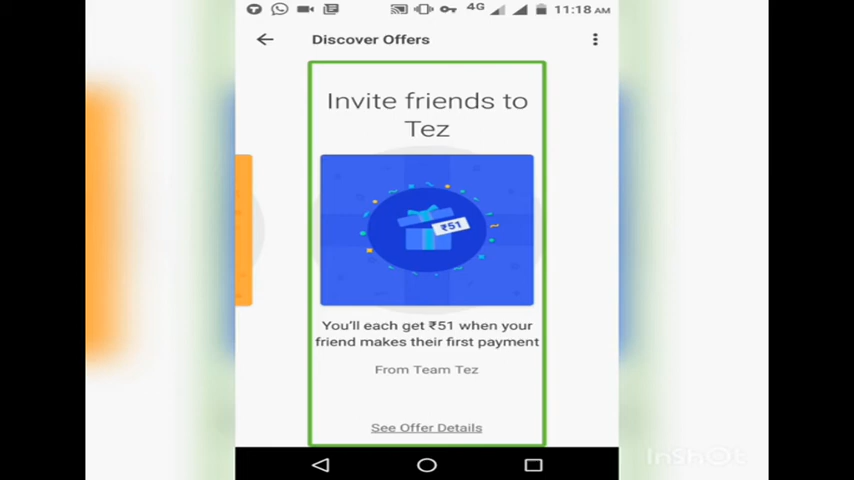 4G 11:18 AM
Discover Offers
Invite friends to
Tez
₹51
You'll each get ₹51 when your
friend makes their first payment
From Team Tez
See Offer Details
InShOt